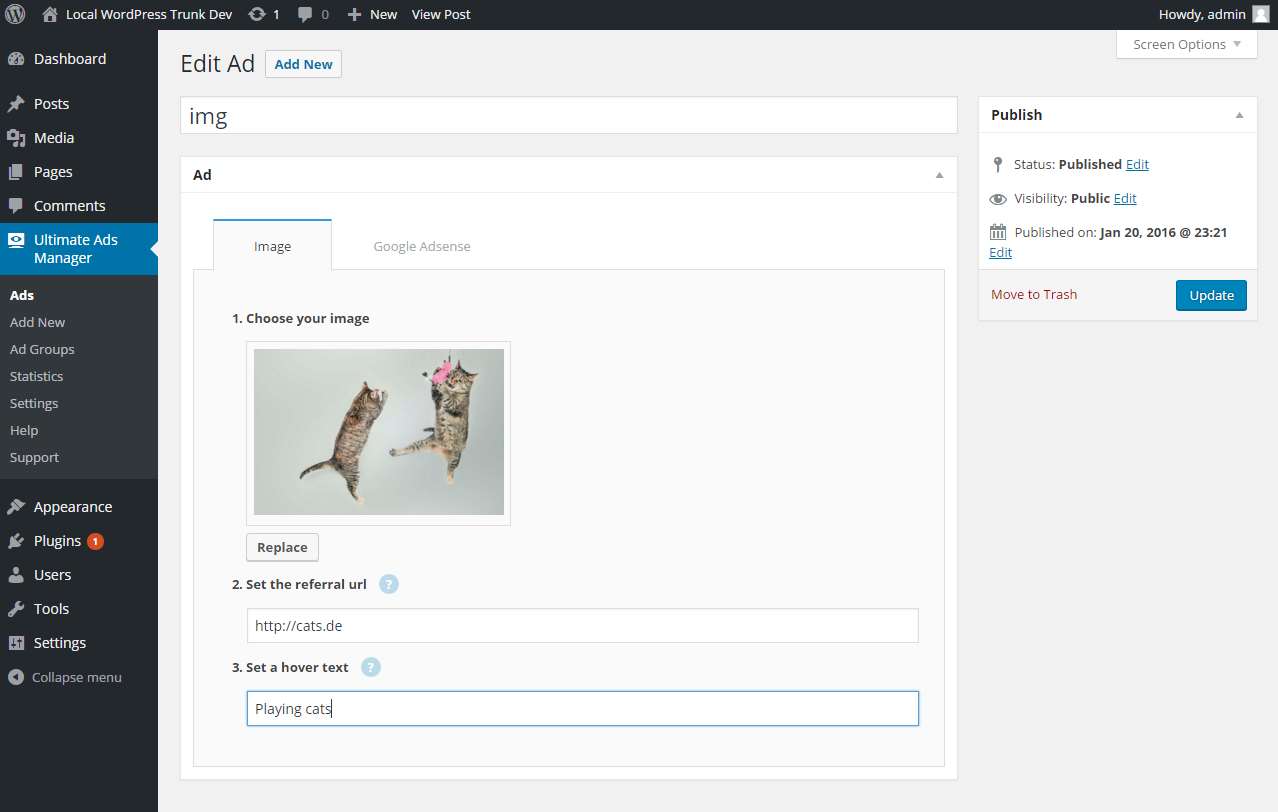 Local WordPress Trunk Dev 1 0 New View Post Howdy, admin
Screen Options
Dashboard
Posts
Media
Pages
Comments
Ultimate Ads
Manager
Ads
Add New
Ad Groups
Statistics
Settings
Help
Support
Appearance
Plugins 1
Users
Tools
Settings
Collapse menu
Edit Ad Add New
img
Ad
Image Google Adsense
1. Choose your image
Replace
2. Set the referral url ?
http://cats.de
3. Set a hover text ?
Playing cats
Publish
Status: Published Edit
Visibility: Public Edit
Published on: Jan 20, 2016 @ 23:21
Edit
Move to Trash Update